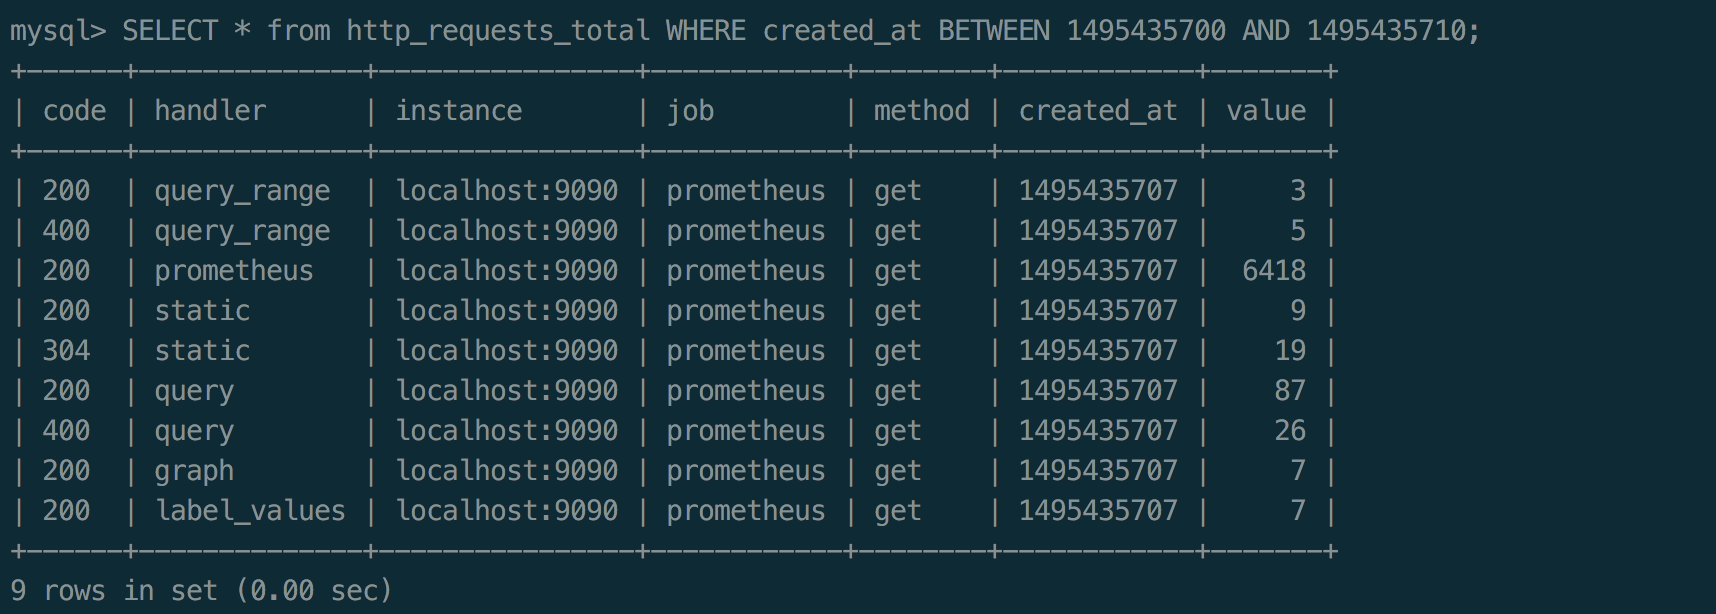 mysql> SELECT * from http_requests_total WHERE created_at BETWEEN 1495435700 AND 1495435710;
+------+--------------+----------------+------------+--------+------------+-------+
| code | handler      | instance       | job        | method | created_at | value |
+------+--------------+----------------+------------+--------+------------+-------+
| 200  | query_range  | localhost:9090 | prometheus | get    | 1495435707 |     3 |
| 400  | query_range  | localhost:9090 | prometheus | get    | 1495435707 |     5 |
| 200  | prometheus   | localhost:9090 | prometheus | get    | 1495435707 |  6418 |
| 200  | static       | localhost:9090 | prometheus | get    | 1495435707 |     9 |
| 304  | static       | localhost:9090 | prometheus | get    | 1495435707 |    19 |
| 200  | query        | localhost:9090 | prometheus | get    | 1495435707 |    87 |
| 400  | query        | localhost:9090 | prometheus | get    | 1495435707 |    26 |
| 200  | graph        | localhost:9090 | prometheus | get    | 1495435707 |     7 |
| 200  | label_values | localhost:9090 | prometheus | get    | 1495435707 |     7 |
+------+--------------+----------------+------------+--------+------------+-------+
9 rows in set (0.00 sec)